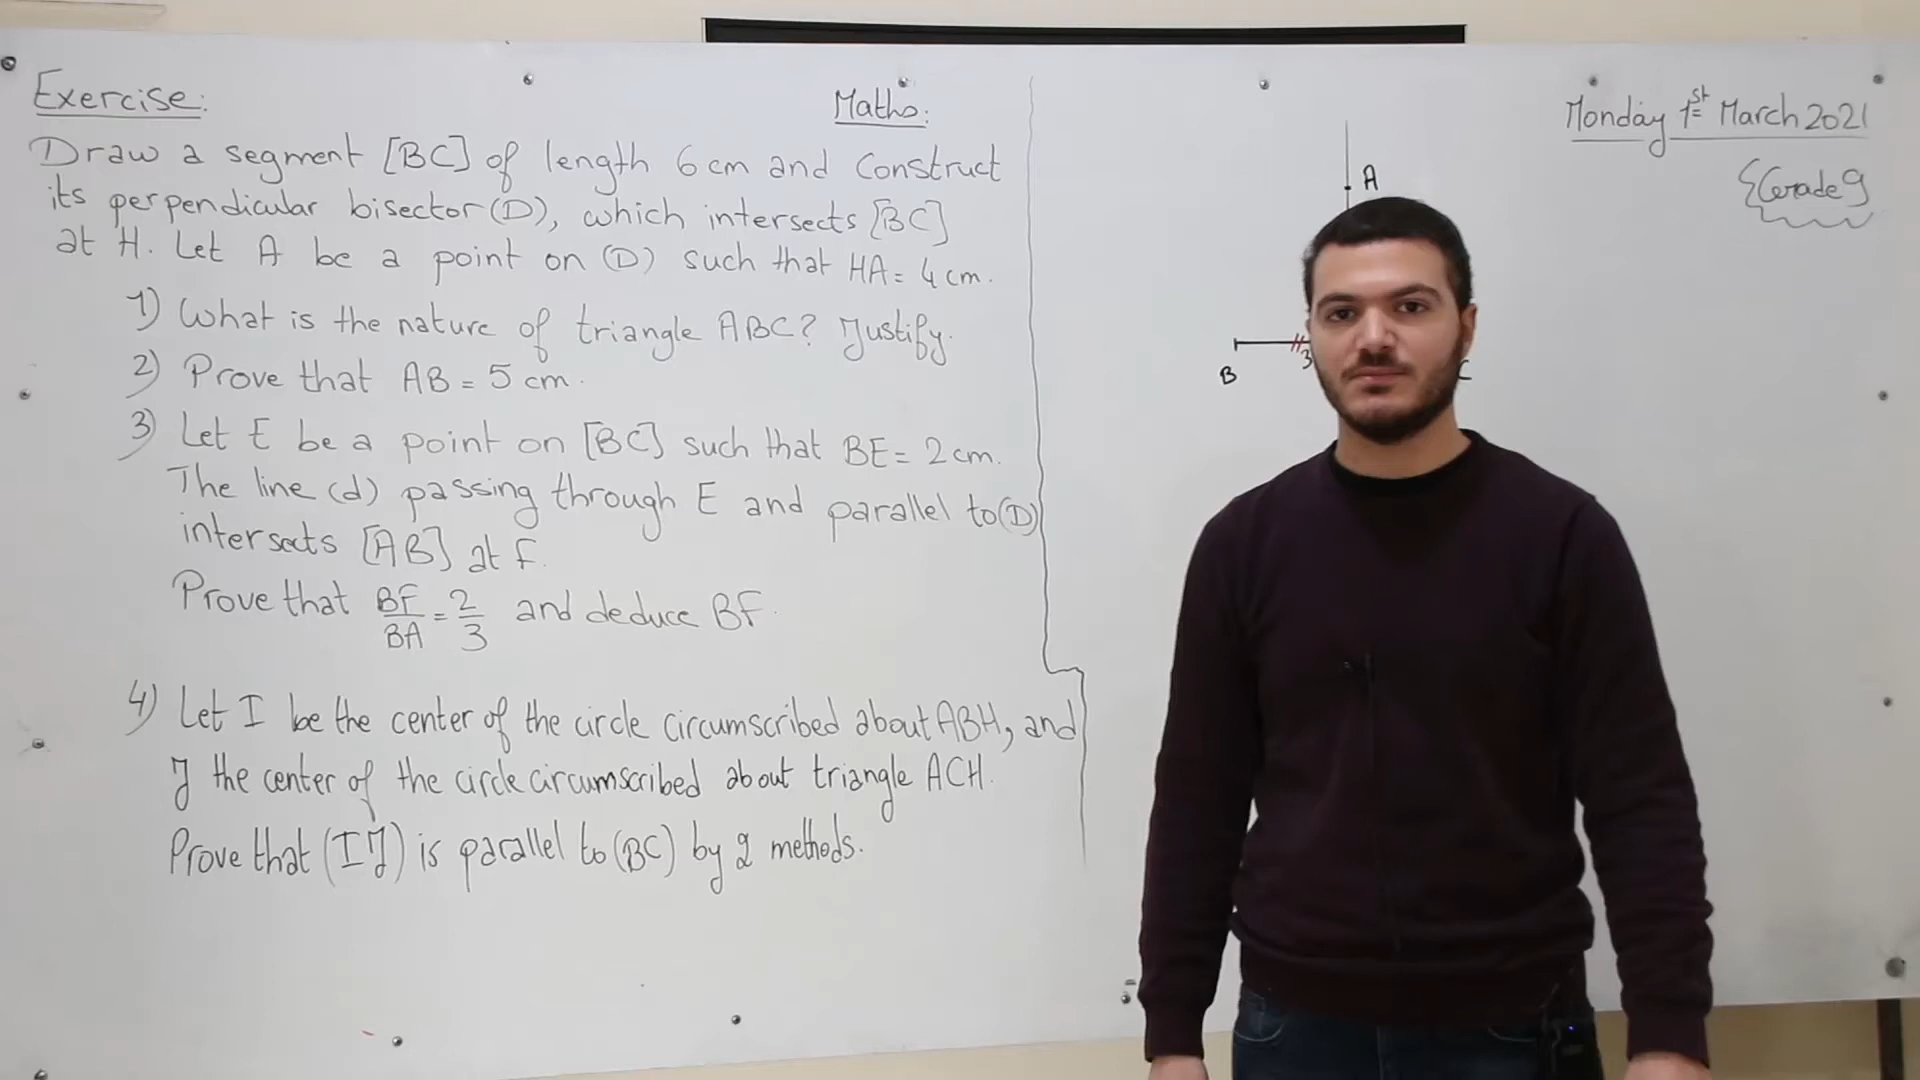 Exercise:
Maths:
Draw a segment [BC] of length 6 cm and construct
its perpendicular bisector (D), which intersects [BC]
at H. Let A be a point on (D) such that HA = 4 cm.
1) What is the nature of triangle ABC? Justify.
2) Prove that AB = 5 cm.
3) Let E be a point on [BC] such that BE = 2 cm.
The line (d) passing through E and parallel to (D)
intersects [AB] at F.
Prove that BF/BA = 2/3 and deduce BF.
4) Let I be the center of the circle circumscribed about ABH, and
J the center of the circle circumscribed about triangle ACH.
Prove that (IJ) is parallel to (BC) by 2 methods.
Monday 1st March 2021
Grade 9
A
3
B